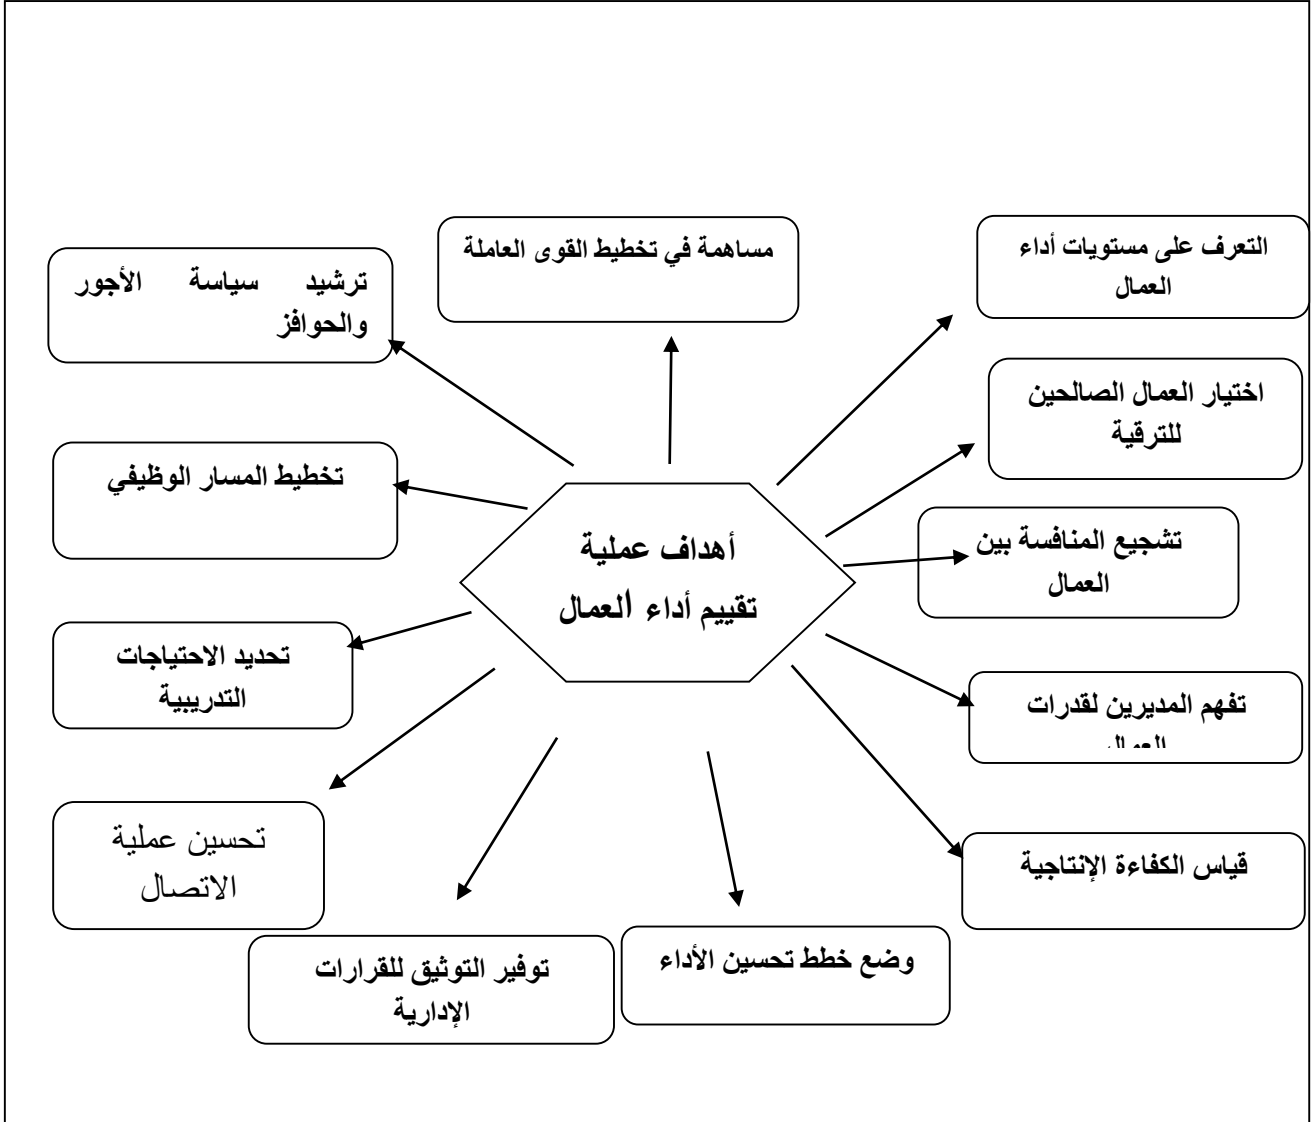 مساهمة في تخطيط القوى العاملة
التعرف على مستويات أداء
العمال
ترشيد سياسة الأجور
والحوافز
اختيار العمال الصالحين
للترقية
تخطيط المسار الوظيفي
أهداف عملية
تقييم أداء العمال
تشجيع المنافسة بين
العمال
تحديد الاحتياجات
التدريبية
تفهم المديرين لقدرات
العمال
تحسين عملية
الاتصال
قياس الكفاءة الإنتاجية
وضع خطط تحسين الأداء
توفير التوثيق للقرارات
الإدارية